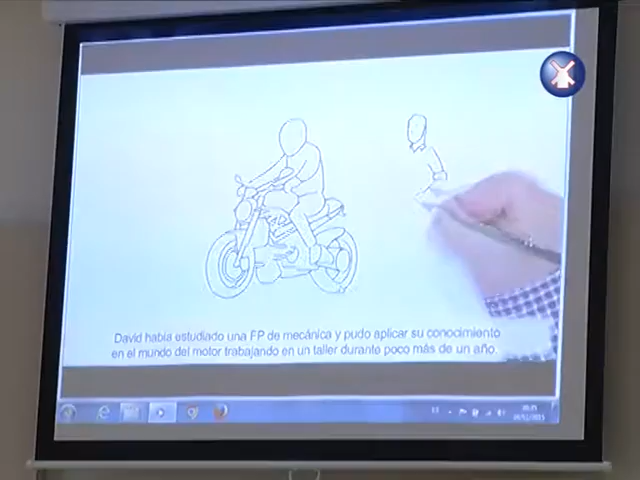 David había estudiado una FP de mecánica y pudo aplicar su conocimiento
en el mundo del motor trabajando en un taller durante poco más de un año.